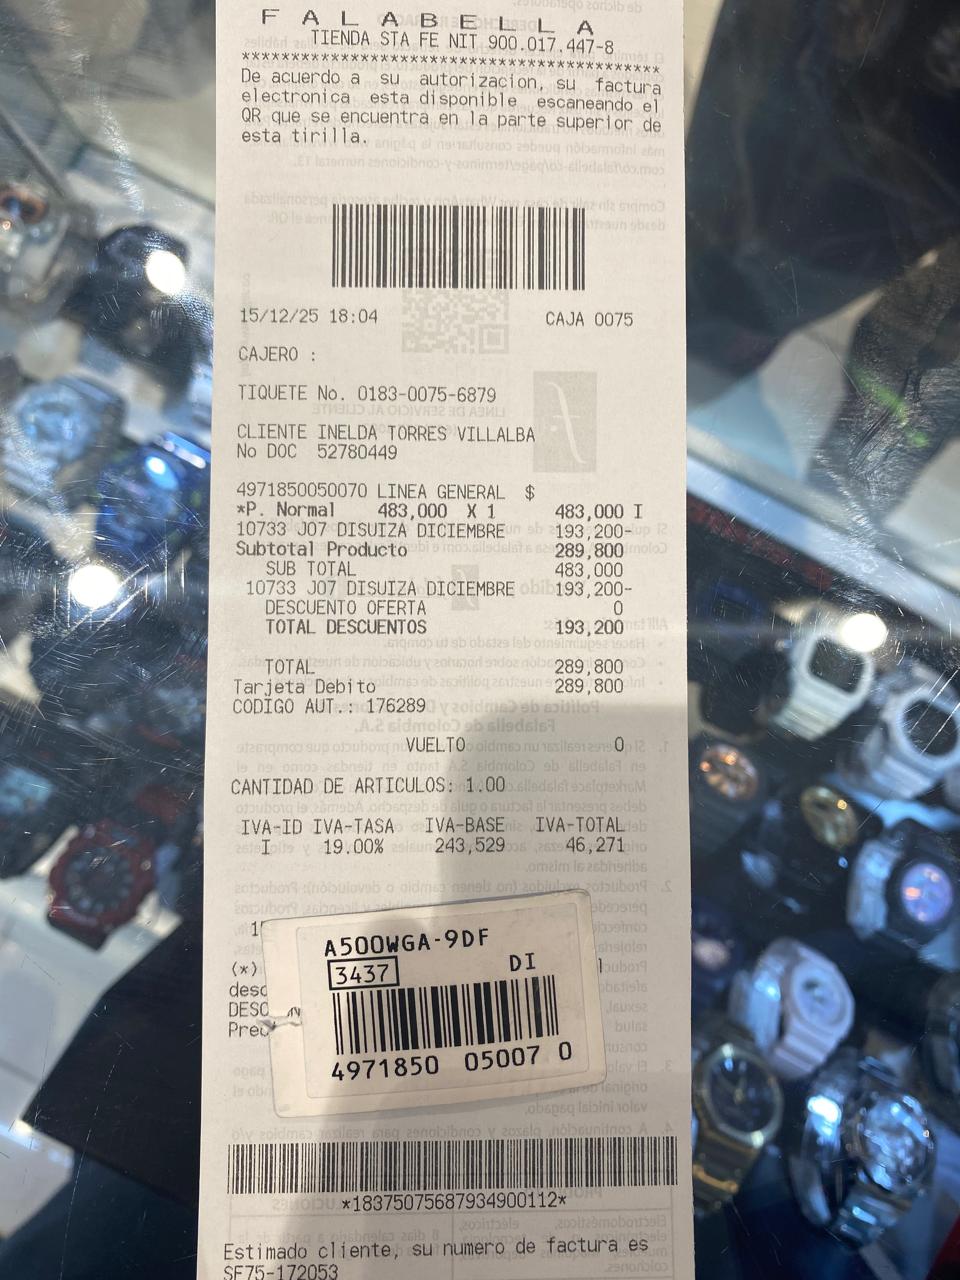 F A L A B E L L A
TIENDA STA FE NIT 900.017.447-8
******************************************
De acuerdo a su autorizacion, su factura
electronica esta disponible escaneando el
QR que se encuentra en la parte superior de
esta tirilla.
15/12/25 18:04 CAJA 0075
CAJERO :
TIQUETE No. 0183-0075-6879
CLIENTE INELDA TORRES VILLALBA
No DOC 52780449
4971850050070 LINEA GENERAL $
*P. Normal 483,000 X 1 483,000 I
10733 J07 DISUIZA DICIEMBRE 193,200-
Subtotal Producto 289,800
SUB TOTAL 483,000
10733 J07 DISUIZA DICIEMBRE 193,200-
DESCUENTO OFERTA 0
TOTAL DESCUENTOS 193,200
TOTAL 289,800
Tarjeta Debito 289,800
CODIGO AUT.: 176289
VUELTO 0
CANTIDAD DE ARTICULOS: 1.00
IVA-ID IVA-TASA IVA-BASE IVA-TOTAL
I 19.00% 243,529 46,271
A500WGA-9DF
3437 DI
4971850 05007 0
(*)
*18375075687934900112*
Estimado cliente, su numero de factura es
SF75-172053